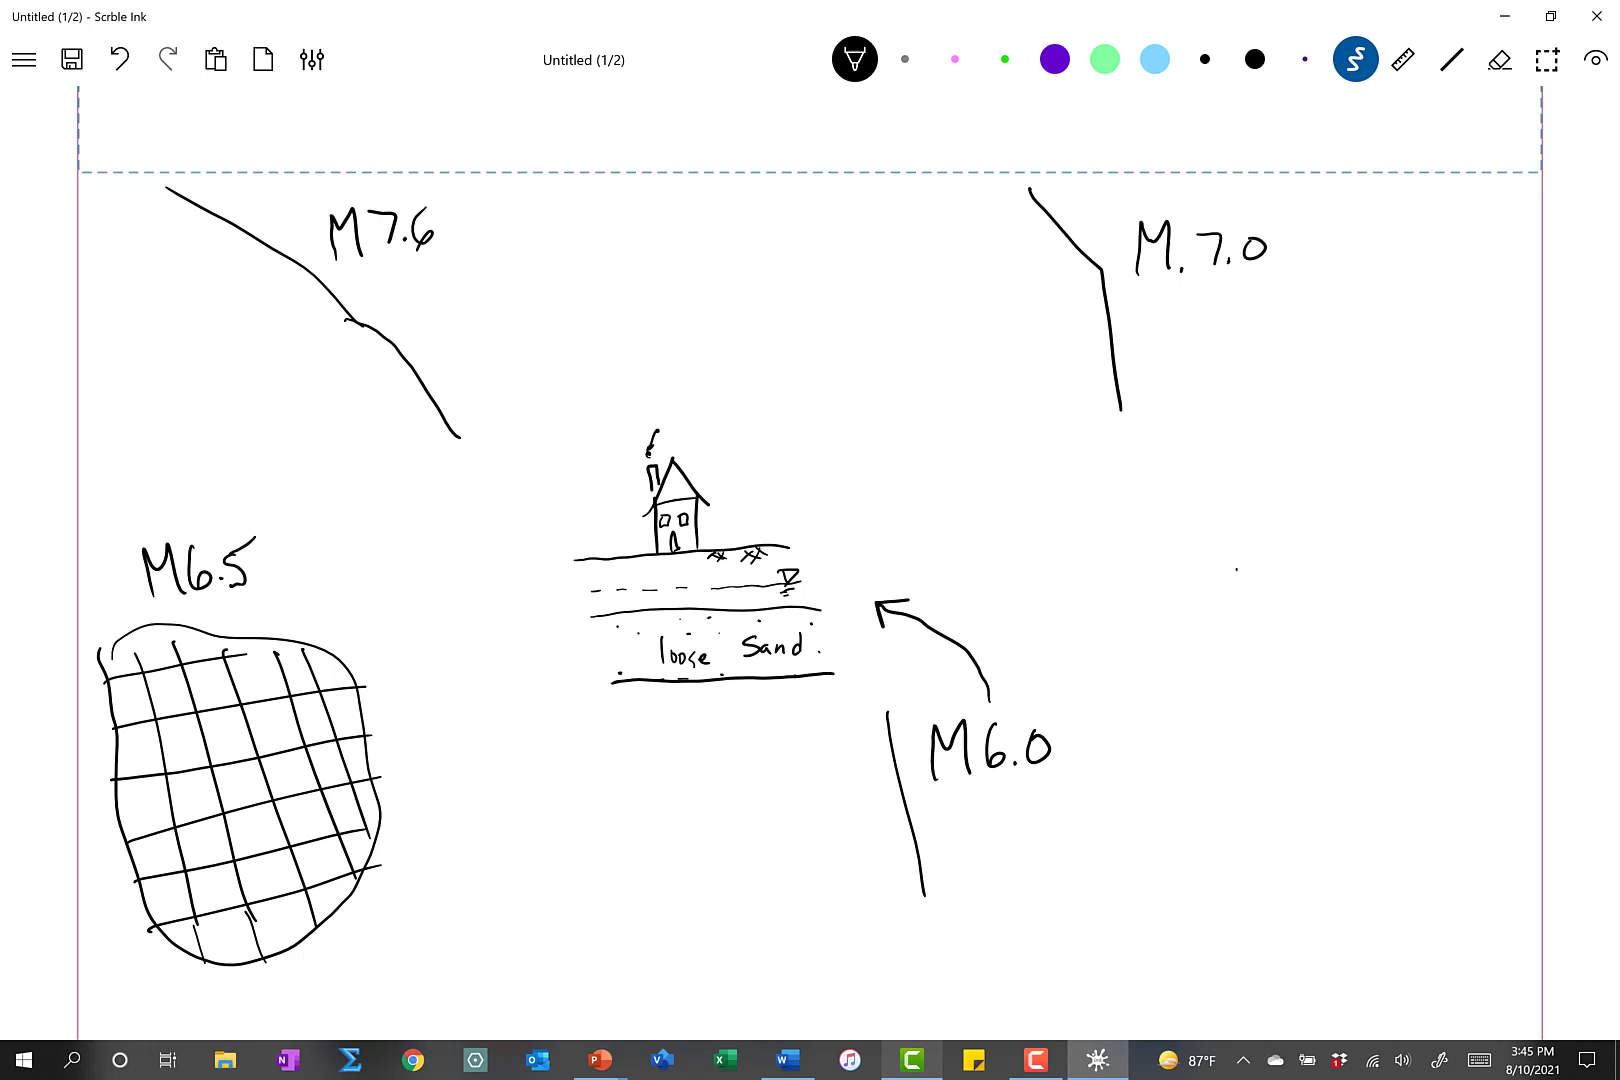 Untitled (1/2) - Scrble Ink
Untitled (1/2)
M7.6
M.7.0
M6.5
loose Sand.
M6.0
87°F
3:45 PM
8/10/2021